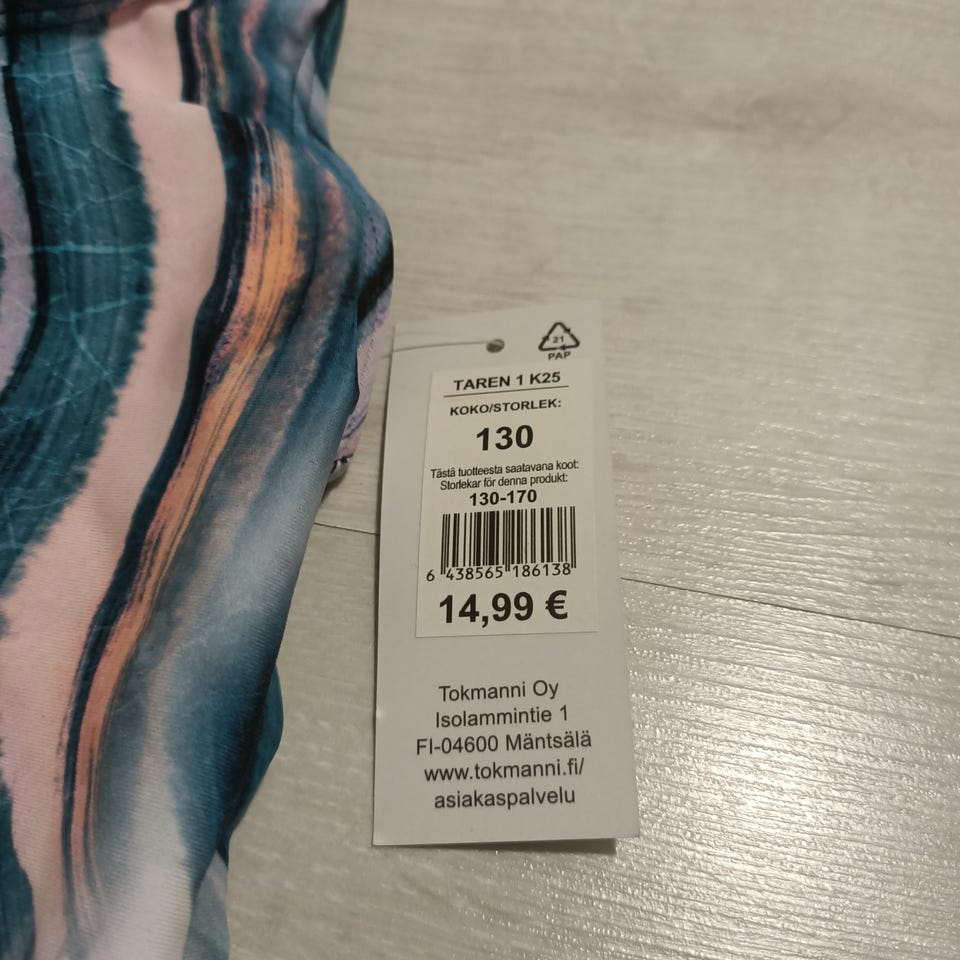 21
PAP
TAREN 1 K25
KOKO/STORLEK:
130
Tästä tuotteesta saatavana koot:
Storlekar för denna produkt:
130-170
6 438565 186138
14,99 €
Tokmanni Oy
Isolammintie 1
FI-04600 Mäntsälä
www.tokmanni.fi/
asiakaspalvelu